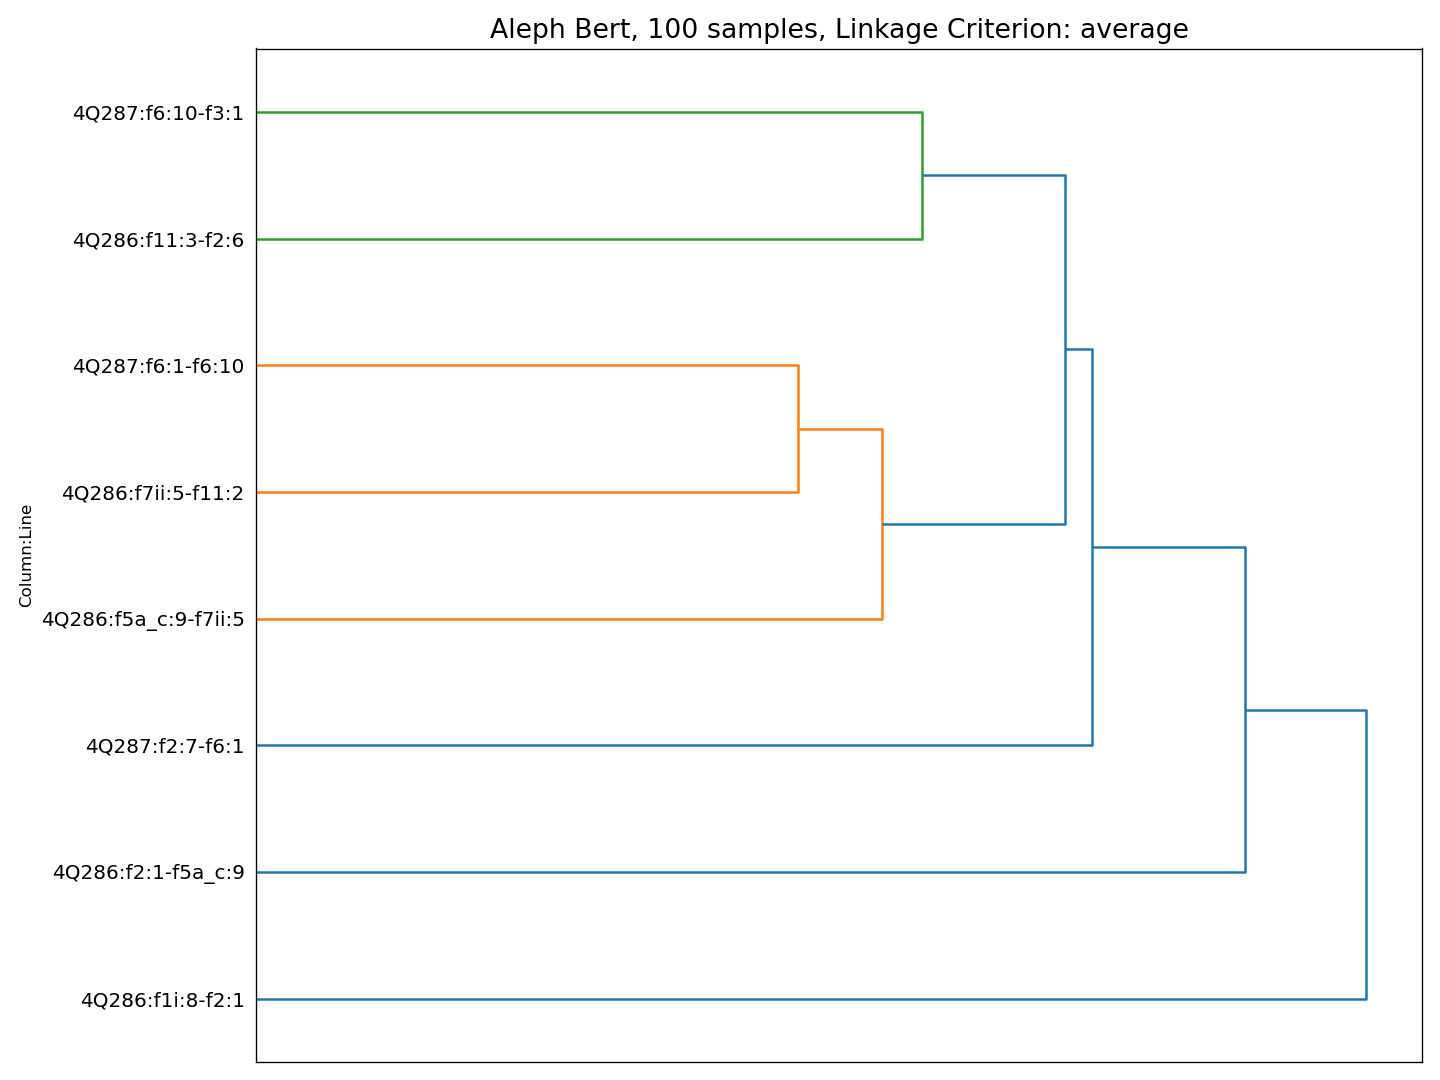 Aleph Bert, 100 samples, Linkage Criterion: average
4Q287:f6:10-f3:1
4Q286:f11:3-f2:6
4Q287:f6:1-f6:10
4Q286:f7ii:5-f11:2
4Q286:f5a_c:9-f7ii:5
4Q287:f2:7-f6:1
4Q286:f2:1-f5a_c:9
4Q286:f1i:8-f2:1
Column:Line